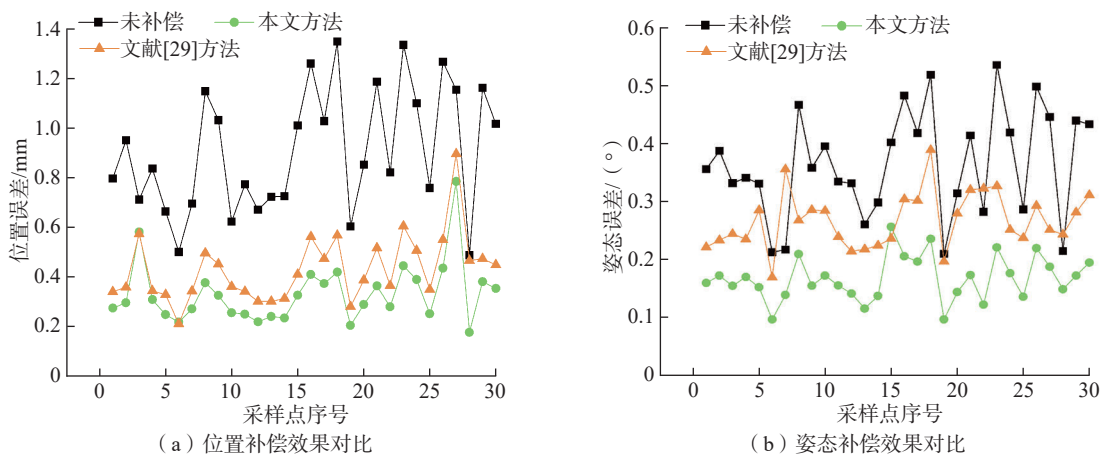 未补偿 本文方法
文献[29]方法
1.4
1.2
1.0
0.8
0.6
0.4
0.2
0
位置误差/mm
0 5 10 15 20 25 30
采样点序号
(a)位置补偿效果对比
未补偿 本文方法
文献[29]方法
0.6
0.5
0.4
0.3
0.2
0.1
0
姿态误差/(°)
0 5 10 15 20 25 30
采样点序号
(b)姿态补偿效果对比